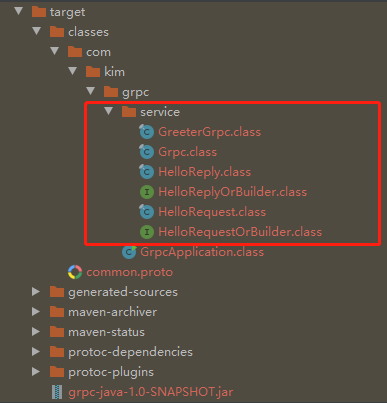 target
classes
com
kim
grpc
service
GreeterGrpc.class
Grpc.class
HelloReply.class
HelloReplyOrBuilder.class
HelloRequest.class
HelloRequestOrBuilder.class
GrpcApplication.class
common.proto
generated-sources
maven-archiver
maven-status
protoc-dependencies
protoc-plugins
grpc-java-1.0-SNAPSHOT.jar